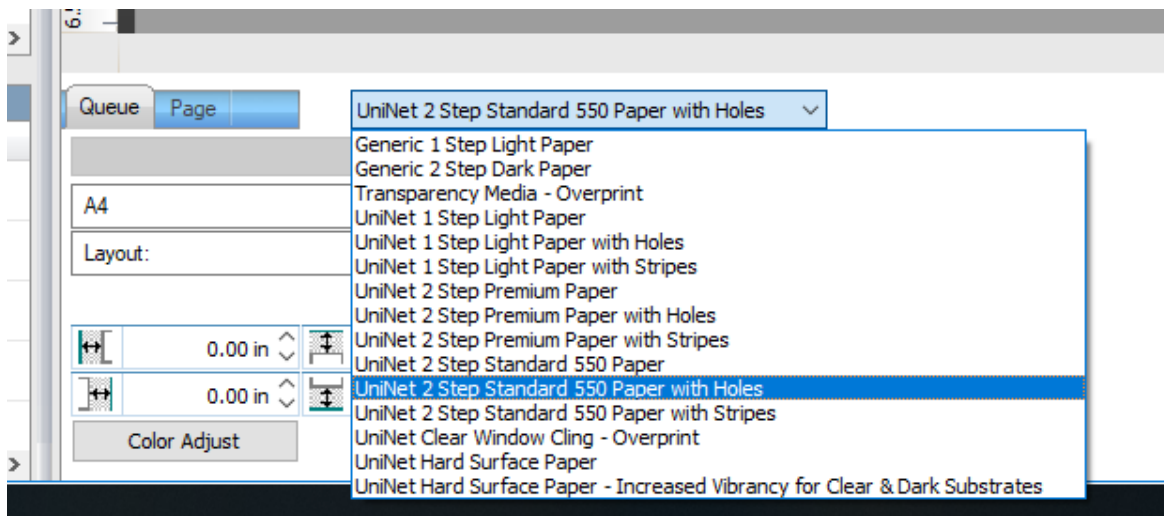 Queue
Page
UniNet 2 Step Standard 550 Paper with Holes
Generic 1 Step Light Paper
Generic 2 Step Dark Paper
Transparency Media - Overprint
UniNet 1 Step Light Paper
UniNet 1 Step Light Paper with Holes
UniNet 1 Step Light Paper with Stripes
UniNet 2 Step Premium Paper
UniNet 2 Step Premium Paper with Holes
UniNet 2 Step Premium Paper with Stripes
UniNet 2 Step Standard 550 Paper
UniNet 2 Step Standard 550 Paper with Holes
UniNet 2 Step Standard 550 Paper with Stripes
UniNet Clear Window Cling - Overprint
UniNet Hard Surface Paper
UniNet Hard Surface Paper - Increased Vibrancy for Clear & Dark Substrates
A4
Layout:
0.00 in
0.00 in
Color Adjust